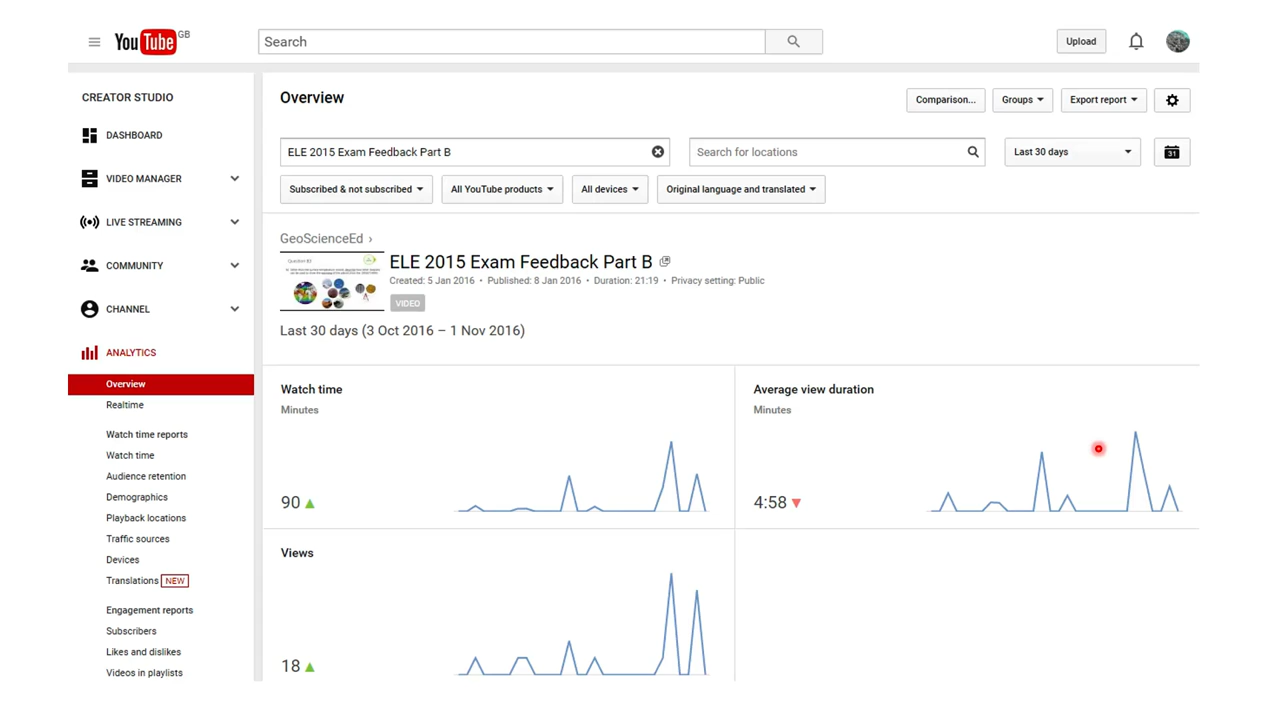 YouTube GB
Search
Upload
CREATOR STUDIO
DASHBOARD
VIDEO MANAGER
LIVE STREAMING
COMMUNITY
CHANNEL
ANALYTICS
Overview
Realtime
Watch time reports
Watch time
Audience retention
Demographics
Playback locations
Traffic sources
Devices
Translations NEW
Engagement reports
Subscribers
Likes and dislikes
Videos in playlists
Overview
Comparison... Groups Export report
ELE 2015 Exam Feedback Part B
Search for locations
Last 30 days
31
Subscribed & not subscribed All YouTube products All devices Original language and translated
GeoScienceEd ›
ELE 2015 Exam Feedback Part B
Created: 5 Jan 2016 • Published: 8 Jan 2016 • Duration: 21:19 • Privacy setting: Public
VIDEO
Last 30 days (3 Oct 2016 – 1 Nov 2016)
Watch time
Minutes
90
Average view duration
Minutes
4:58
Views
18